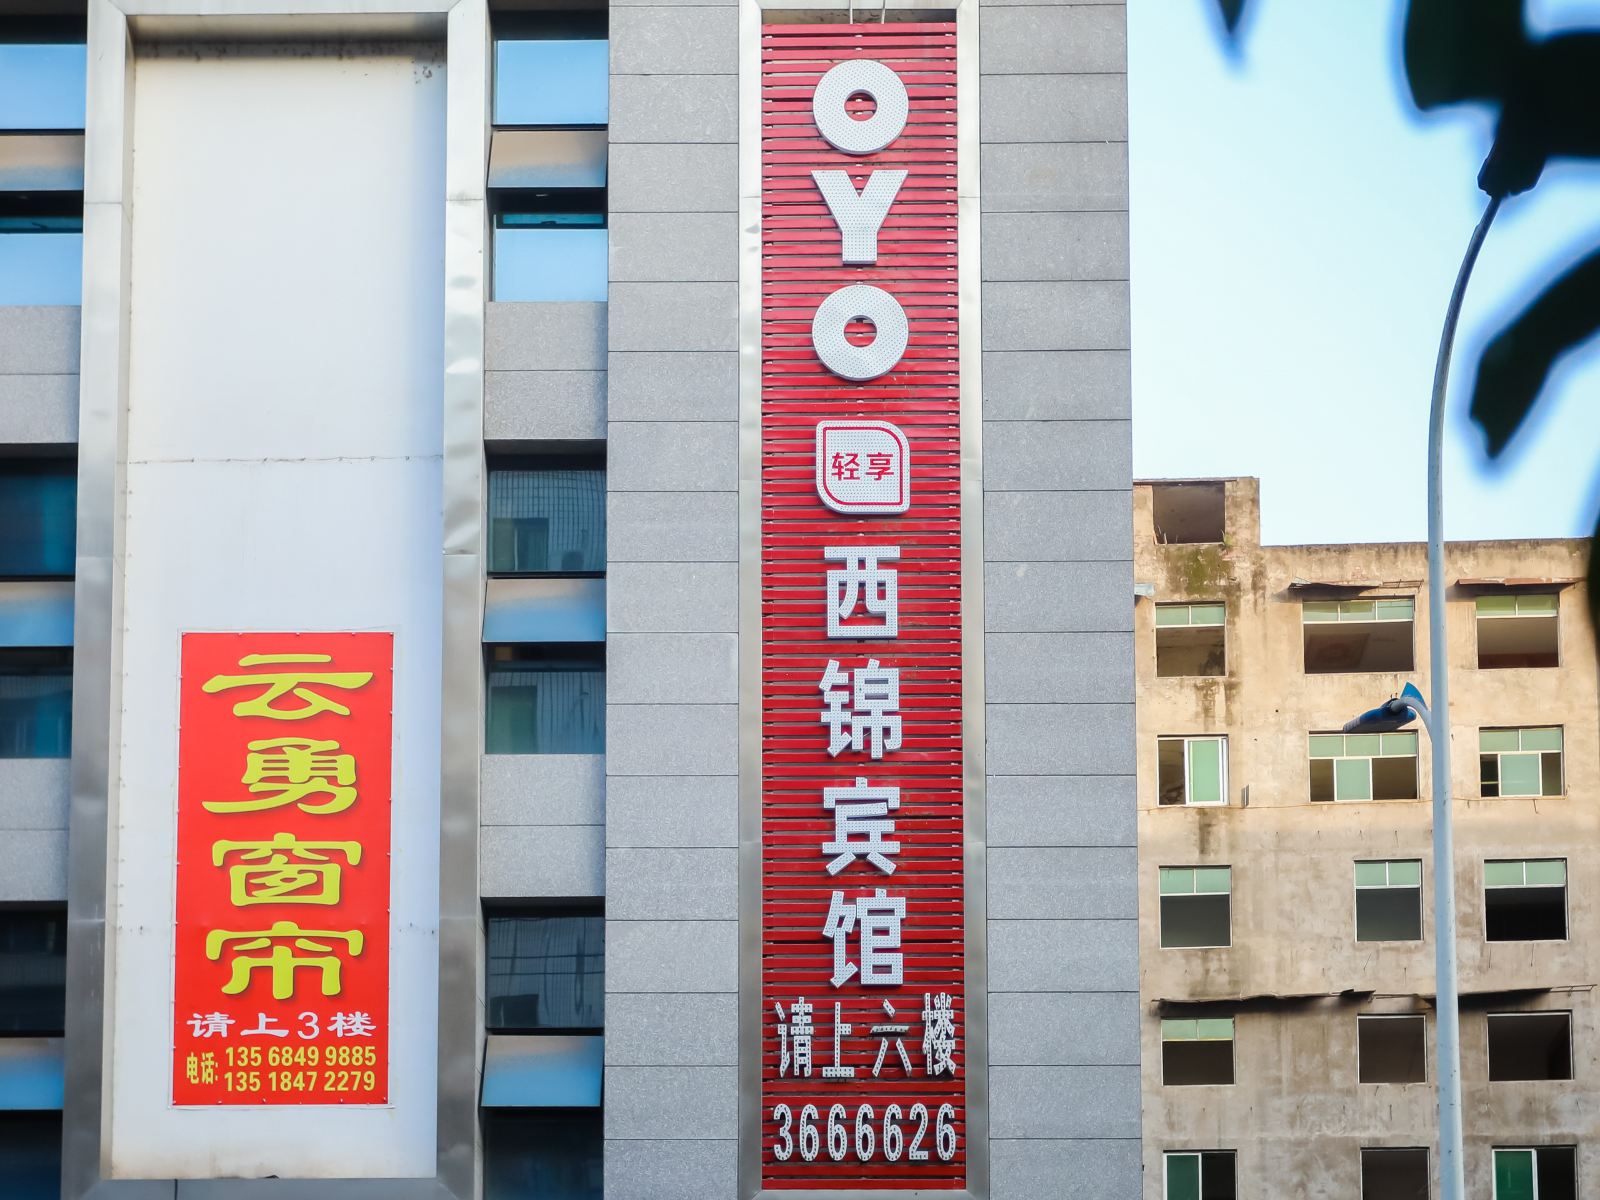 云勇窗帘
请上3楼
电话:
135 6849 9885
135 1847 2279
OYO
轻享
西锦宾馆
请上六楼
3666626